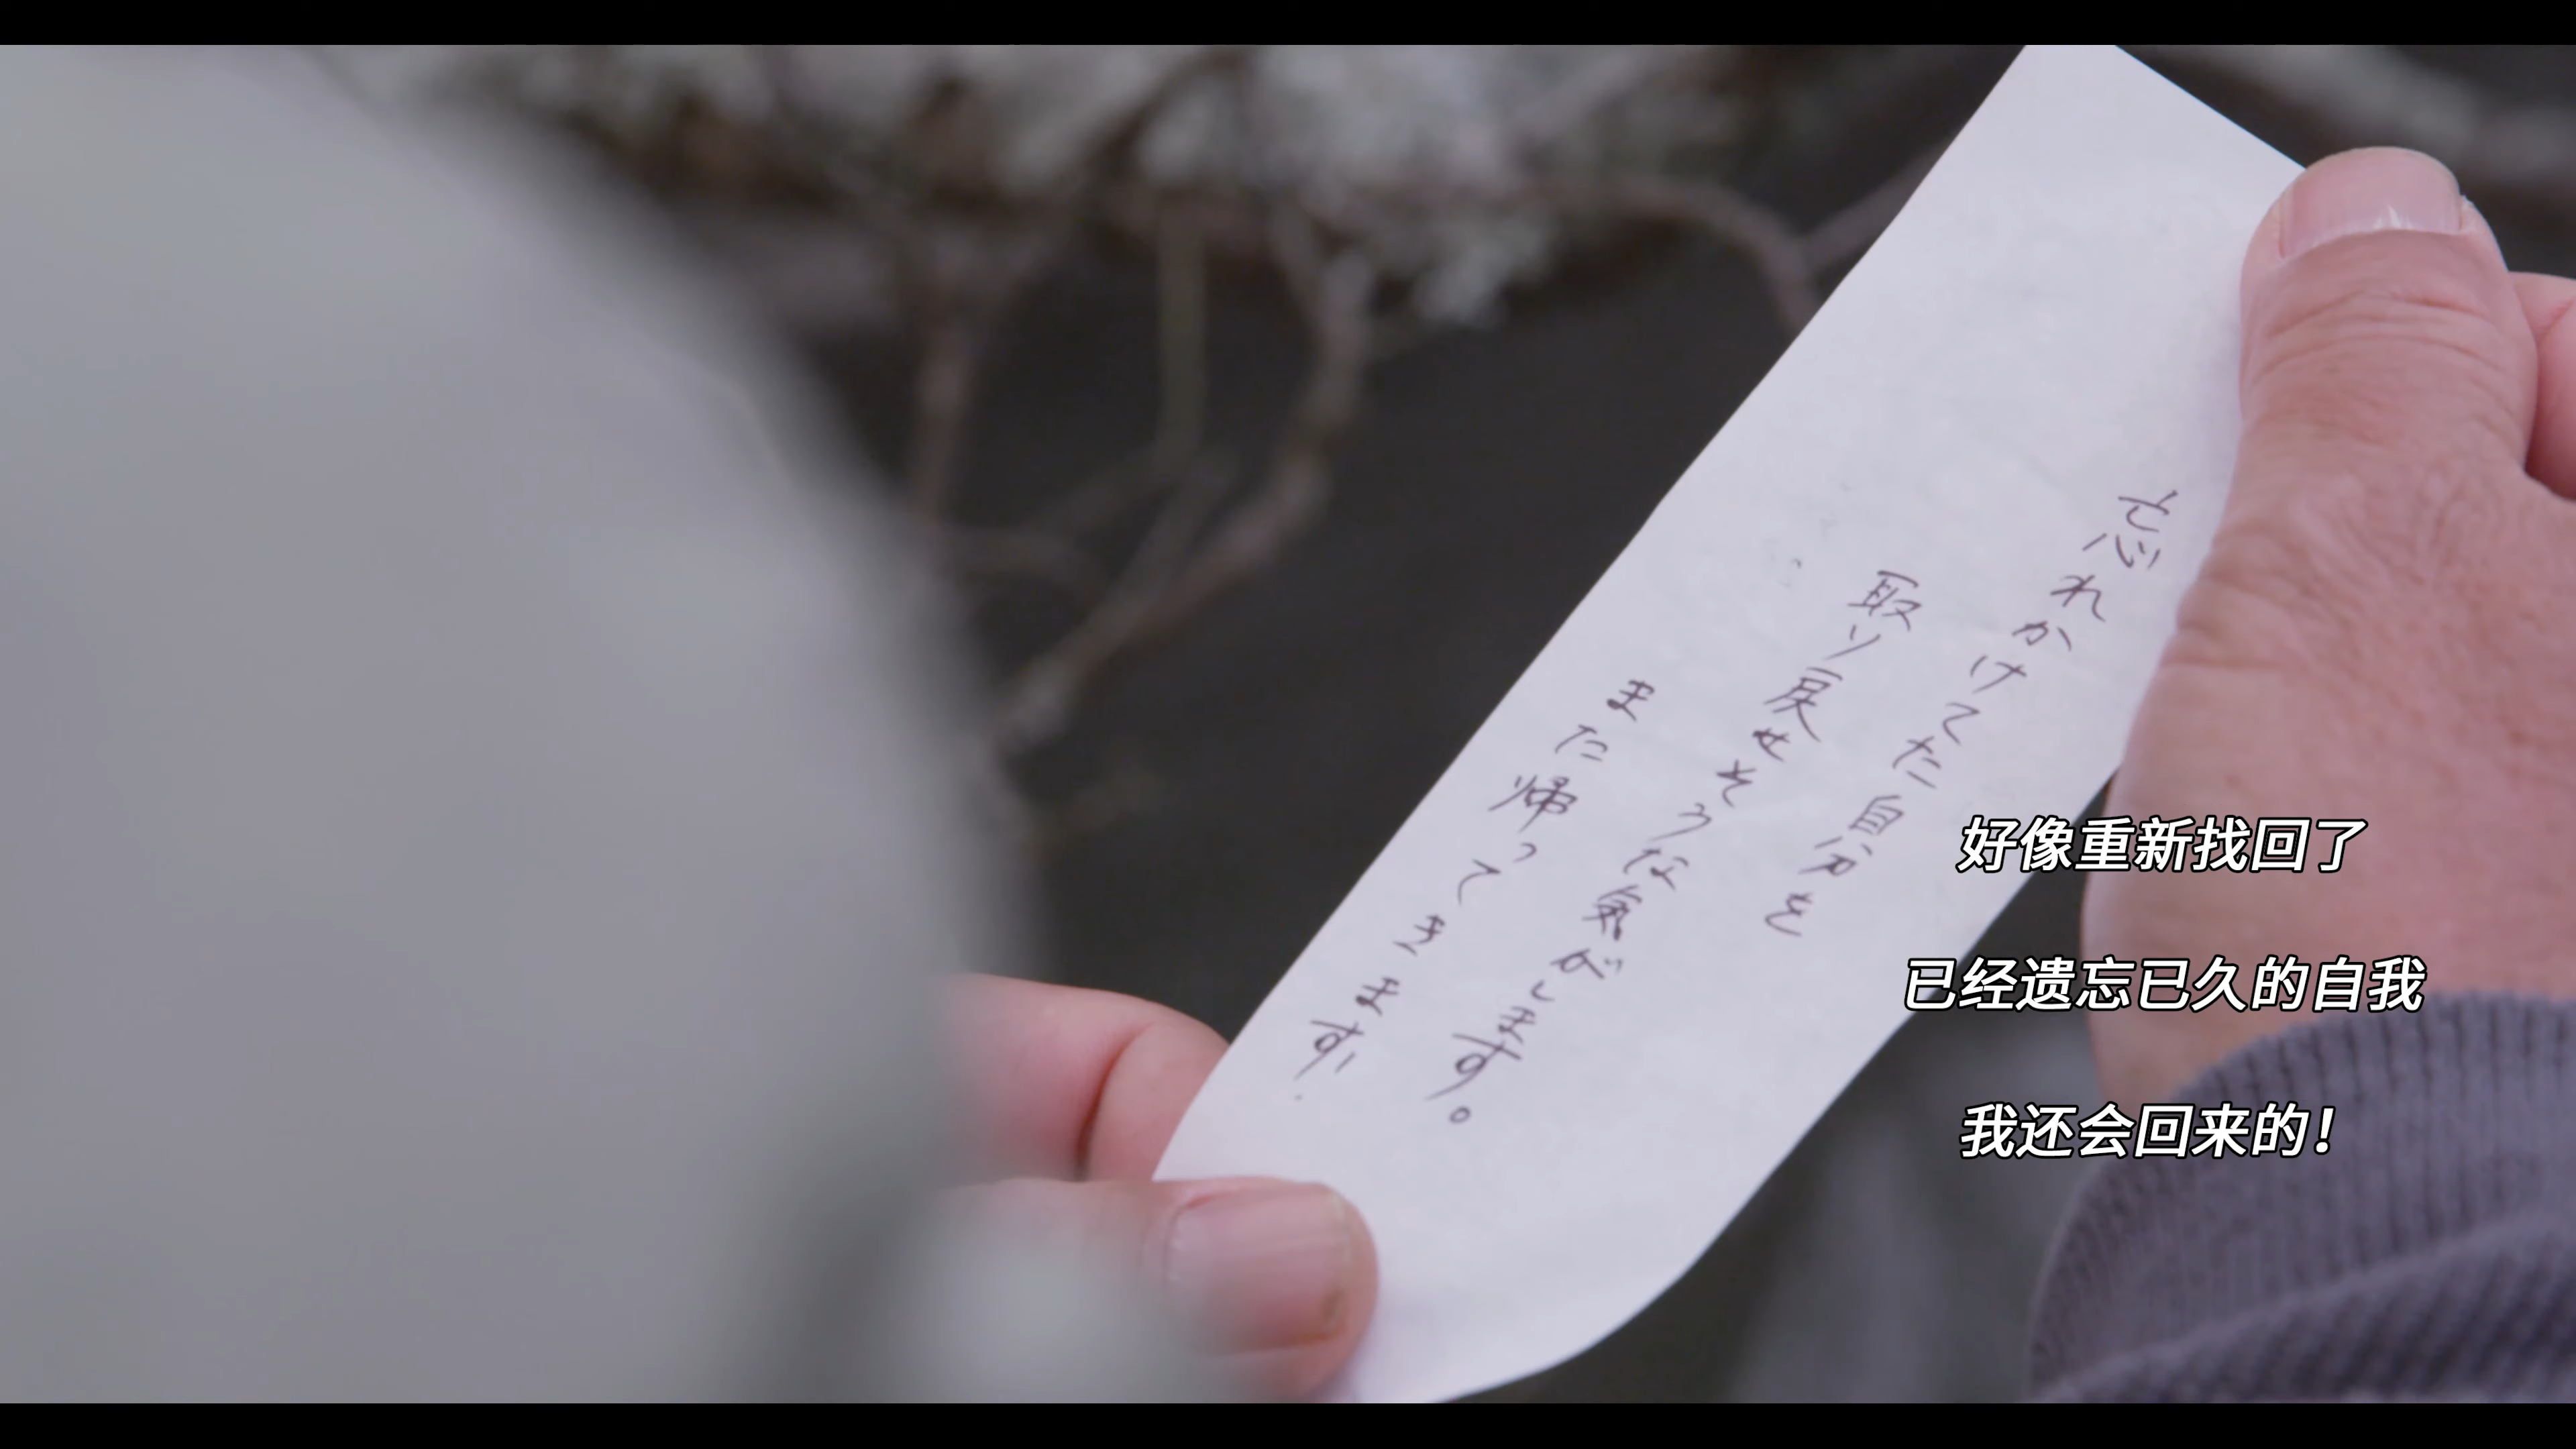 忘れかけてた自分を
取り戻せそうな気がします。
また帰ってきます!
好像重新找回了
已经遗忘已久的自我
我还会回来的！